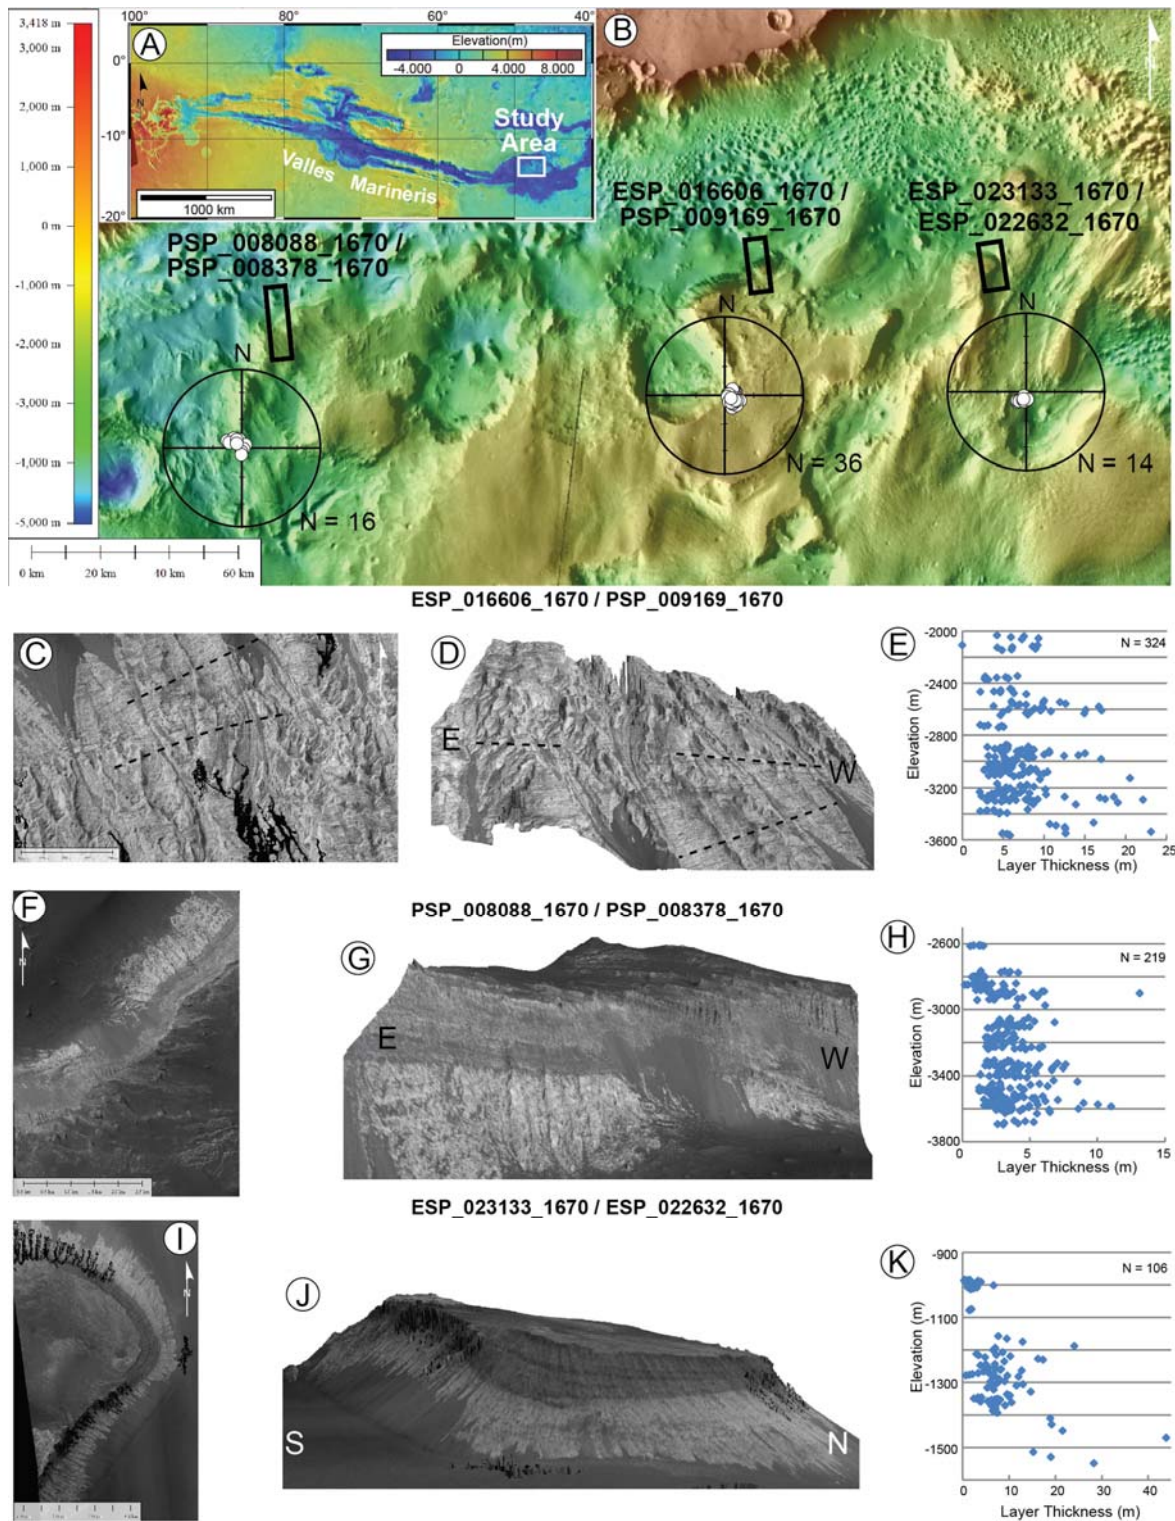 3,418 m
3,000 m
2,000 m
1,000 m
0 m
-1,000 m
-2,000 m
-3,000 m
-1,000 m
-5,000 m
0 km 20 km 40 km 60 km
A
100° 80° 60° 40°
0°
-10°
-20°
N
Elevation(m)
-4.000 0 4.000 8.000
Study
Area
Valles Marineris
1000 km
B
PSP_008088_1670 /
PSP_008378_1670
N
N = 16
ESP_016606_1670 /
PSP_009169_1670
N
N = 36
ESP_023133_1670 /
ESP_022632_1670
N
N = 14
ESP_016606_1670 / PSP_009169_1670
C
D
E
W
E
N = 324
Elevation (m)
-2000
-2400
-2800
-3200
-3600
0 5 10 15 20 25
Layer Thickness (m)
PSP_008088_1670 / PSP_008378_1670
F
N
G
E
W
H
N = 219
Elevation (m)
-2600
-3000
-3400
-3800
0 5 10 15
Layer Thickness (m)
ESP_023133_1670 / ESP_022632_1670
I
N
J
S
N
K
N = 106
Elevation (m)
-900
-1100
-1300
-1500
0 10 20 30 40
Layer Thickness (m)